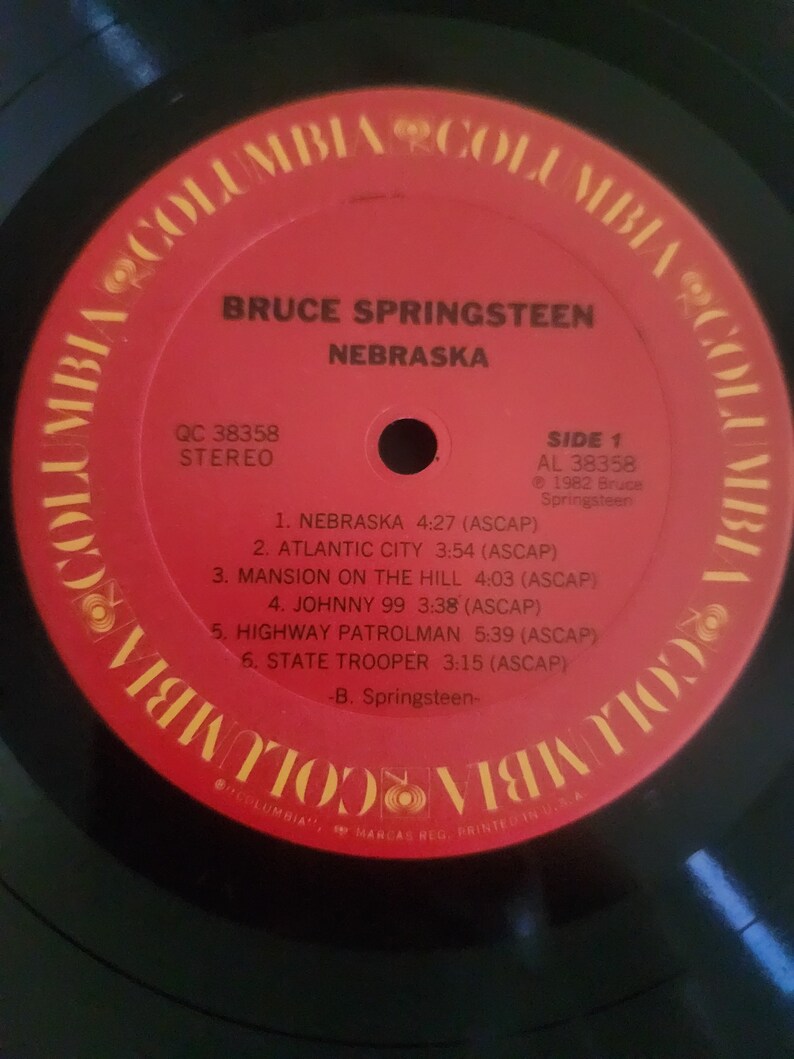 COLUMBIA COLUMBIA COLUMBIA COLUMBIA COLUMBIA COLUMBIA
BRUCE SPRINGSTEEN
NEBRASKA
QC 38358
STEREO
SIDE 1
AL 38358
℗ 1982 Bruce
Springsteen
1. NEBRASKA 4:27 (ASCAP)
2. ATLANTIC CITY 3:54 (ASCAP)
3. MANSION ON THE HILL 4:03 (ASCAP)
4. JOHNNY 99 3:38 (ASCAP)
5. HIGHWAY PATROLMAN 5:39 (ASCAP)
6. STATE TROOPER 3:15 (ASCAP)
-B. Springsteen-
®"COLUMBIA", MARCAS REG. PRINTED IN U.S.A.